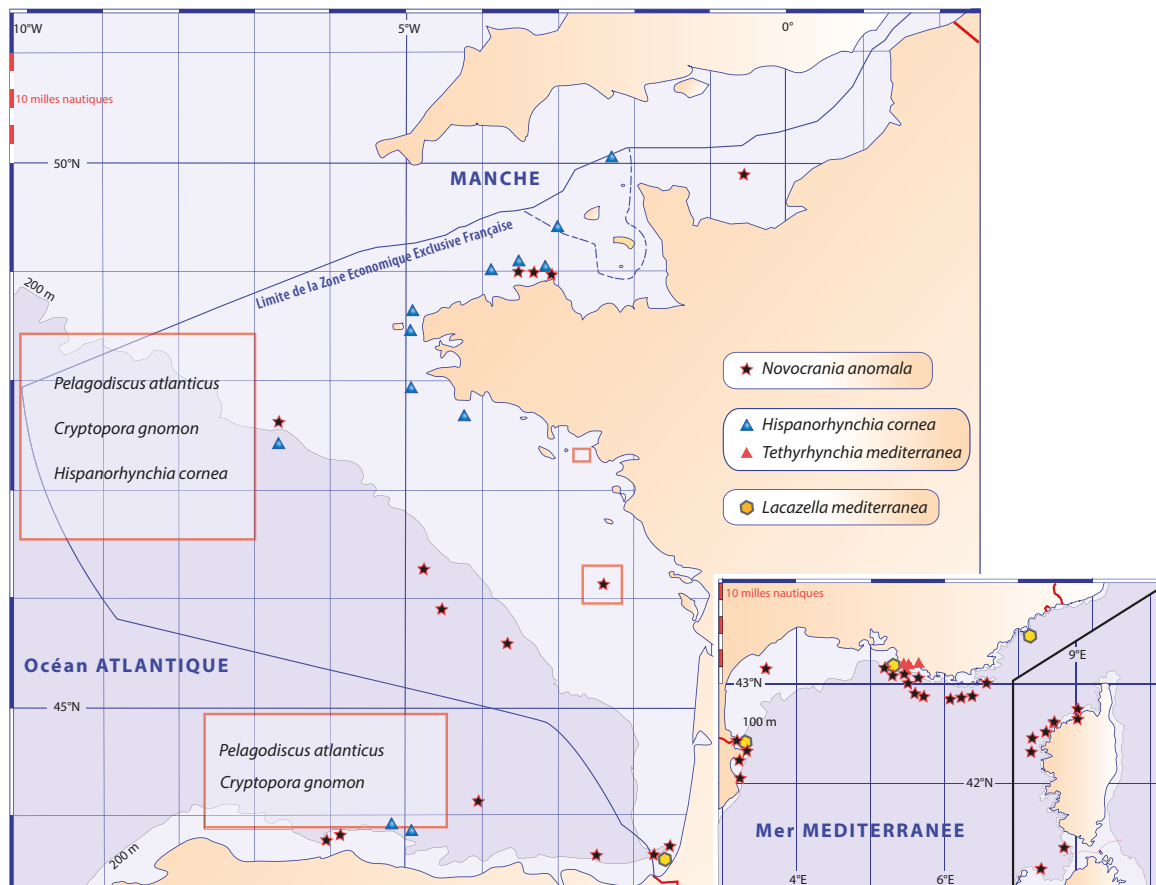 10°W
5°W
0°
10 milles nautiques
50°N
MANCHE
Limite de la Zone Economique Exclusive Française
200 m
Pelagodiscus atlanticus
Cryptopora gnomon
Hispanorhynchia cornea
Novocrania anomala
Hispanorhynchia cornea
Tethyrhynchia mediterranea
Lacazella mediterranea
Océan ATLANTIQUE
45°N
Pelagodiscus atlanticus
Cryptopora gnomon
200 m
10 milles nautiques
9°E
43°N
100 m
42°N
Mer MEDITERRANEE
4°E
6°E